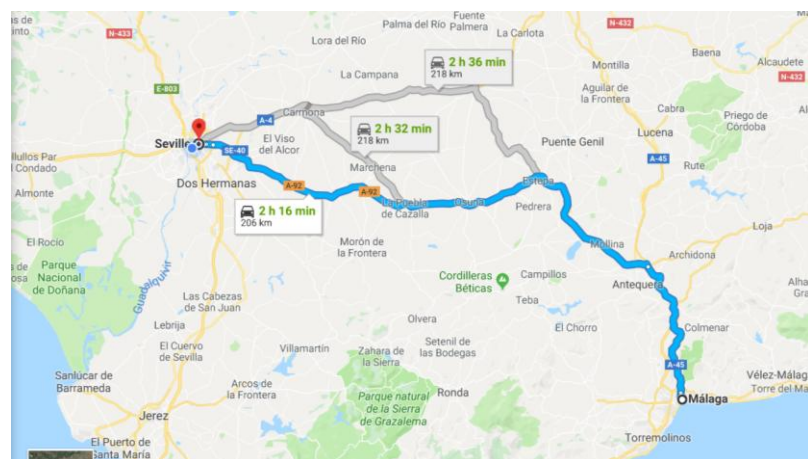 Palma del Río
Fuente
Palmera
La Carlota
N-432
Baena
Alcaudete
N-433
Lora del Río
Montilla
N-432
La Campana
2 h 36 min
218 km
Aguilar de
la Frontera
E-803
Cabra
Priego de
Córdoba
Carmona
A-4
2 h 32 min
218 km
Seville
El Viso
del Alcor
SE-40
Puente Genil
Lucena
A-45
Rute
Marchena
Dos Hermanas
Almonte
A-92
A-92
La Puebla
de Cazalla
Osuna
Estepa
Pedrera
2 h 16 min
206 km
Loja
El Rocío
Morón de
la Frontera
Mollina
Archidona
Parque
Nacional
de Doñana
Guadalquivir
Cordilleras
Béticas
Campillos
Antequera
Teba
Las Cabezas
de San Juan
Lebrija
Olvera
El Chorro
Colmenar
El Cuervo
de Sevilla
Villamartín
Zahara de
la Sierra
Setenil de
las Bodegas
A-45
Sanlúcar de
Barrameda
Arcos de
la Frontera
Parque natural
de la Sierra
de Grazalema
Ronda
Vélez-Málaga
Málaga
Jerez
Torremolinos
El Puerto de
Santa María